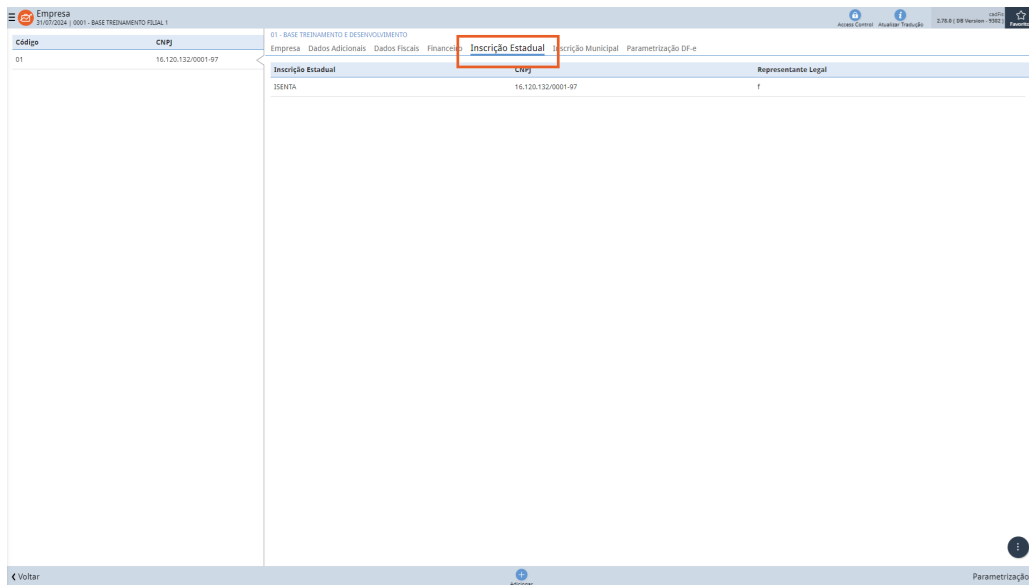 Empresa
31/07/2024 | 0001 - BASE TREINAMENTO FILIAL 1
Access Control
Atualizar Tradução
2.70.0 ( DB Version - 9302 )
Favorito
Código CNPJ
01 16.120.132/0001-97
01 - BASE TREINAMENTO E DESENVOLVIMENTO
Empresa Dados Adicionais Dados Fiscais Financeiro Inscrição Estadual Inscrição Municipal Parametrização DF-e
Inscrição Estadual CNPJ Representante Legal
ISENTA 16.120.132/0001-97 f
Voltar
Adicionar
Parametrização